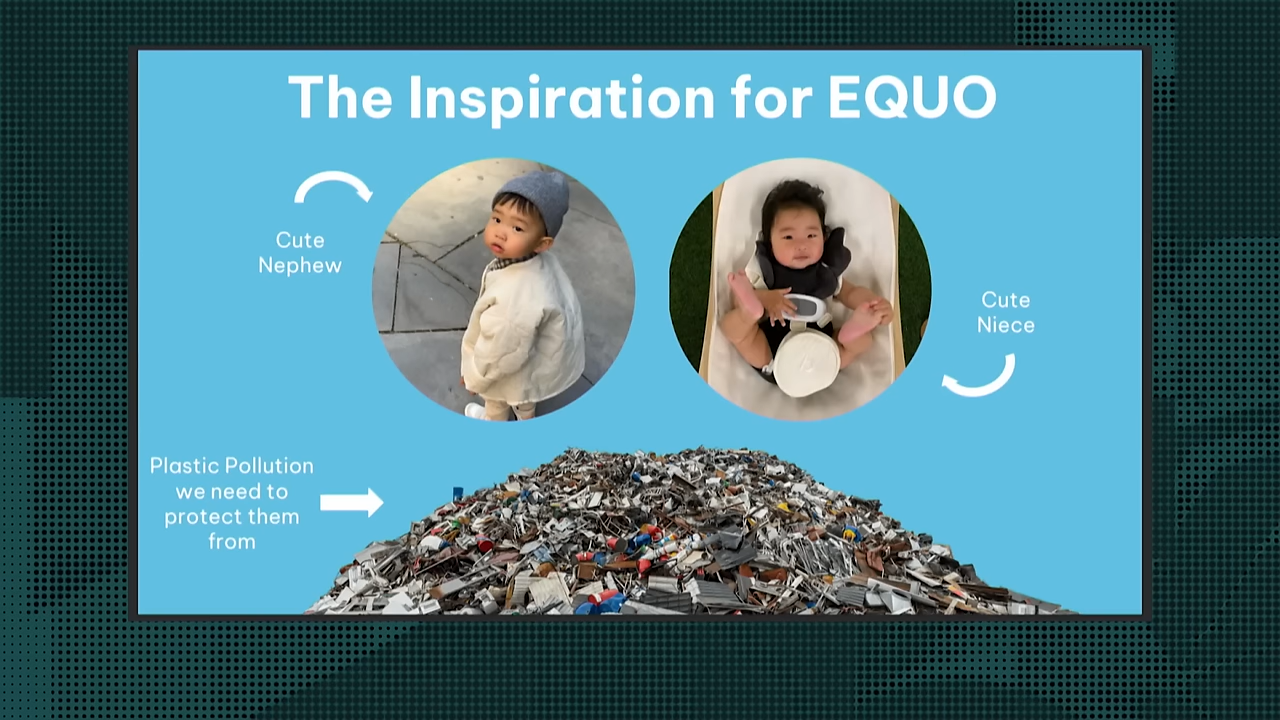 The Inspiration for EQUO
Cute
Nephew
Cute
Niece
Plastic Pollution
we need to
protect them
from